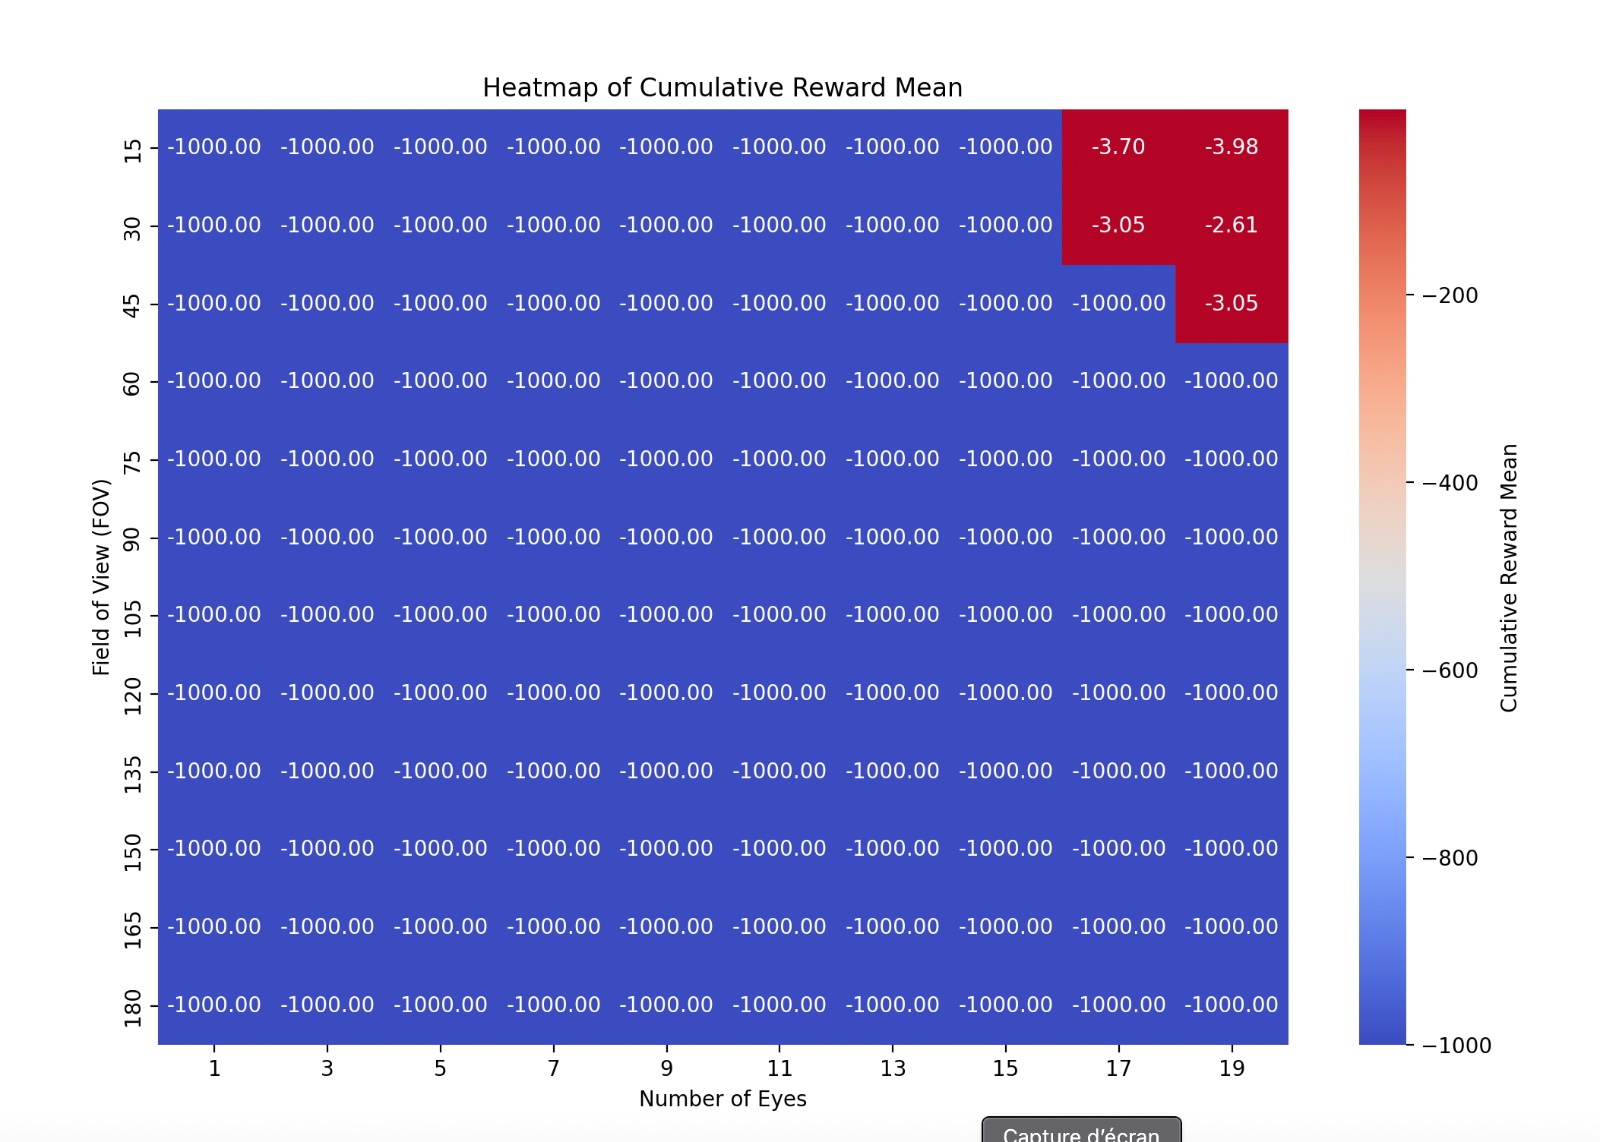 Heatmap of Cumulative Reward Mean
15 -1000.00 -1000.00 -1000.00 -1000.00 -1000.00 -1000.00 -1000.00 -1000.00 -3.70 -3.98
30 -1000.00 -1000.00 -1000.00 -1000.00 -1000.00 -1000.00 -1000.00 -1000.00 -3.05 -2.61
45 -1000.00 -1000.00 -1000.00 -1000.00 -1000.00 -1000.00 -1000.00 -1000.00 -1000.00 -3.05
60 -1000.00 -1000.00 -1000.00 -1000.00 -1000.00 -1000.00 -1000.00 -1000.00 -1000.00 -1000.00
75 -1000.00 -1000.00 -1000.00 -1000.00 -1000.00 -1000.00 -1000.00 -1000.00 -1000.00 -1000.00
90 -1000.00 -1000.00 -1000.00 -1000.00 -1000.00 -1000.00 -1000.00 -1000.00 -1000.00 -1000.00
105 -1000.00 -1000.00 -1000.00 -1000.00 -1000.00 -1000.00 -1000.00 -1000.00 -1000.00 -1000.00
120 -1000.00 -1000.00 -1000.00 -1000.00 -1000.00 -1000.00 -1000.00 -1000.00 -1000.00 -1000.00
135 -1000.00 -1000.00 -1000.00 -1000.00 -1000.00 -1000.00 -1000.00 -1000.00 -1000.00 -1000.00
150 -1000.00 -1000.00 -1000.00 -1000.00 -1000.00 -1000.00 -1000.00 -1000.00 -1000.00 -1000.00
165 -1000.00 -1000.00 -1000.00 -1000.00 -1000.00 -1000.00 -1000.00 -1000.00 -1000.00 -1000.00
180 -1000.00 -1000.00 -1000.00 -1000.00 -1000.00 -1000.00 -1000.00 -1000.00 -1000.00 -1000.00
Field of View (FOV)
1 3 5 7 9 11 13 15 17 19
Number of Eyes
−200
−400
−600
−800
−1000
Cumulative Reward Mean
Capture d’écran